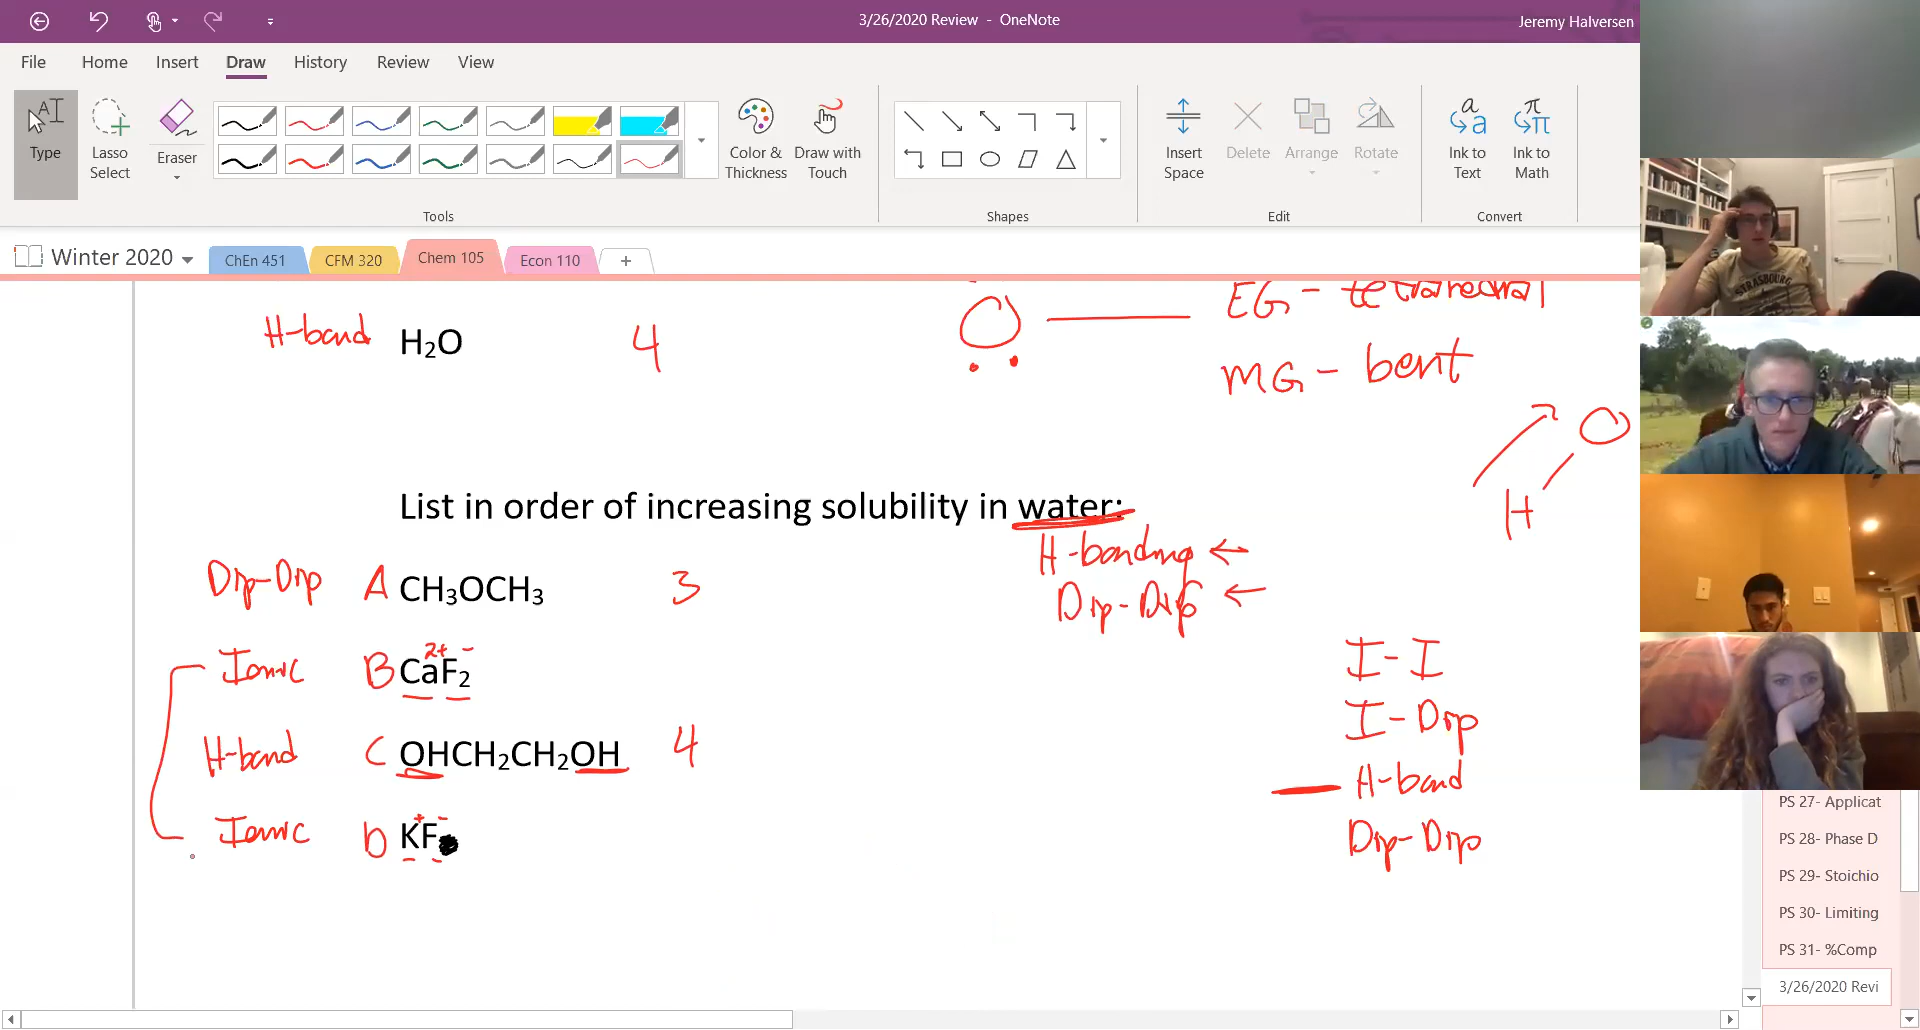 3/26/2020 Review - OneNote
Jeremy Halversen
File Home Insert Draw History Review View
Type
Lasso Select
Eraser
Color & Thickness
Draw with Touch
Insert Space
Delete
Arrange
Rotate
Ink to Text
Ink to Math
Tools
Shapes
Edit
Convert
Winter 2020
ChEn 451
CFM 320
Chem 105
Econ 110
+
EG - tetrahedral
H-bond H2O 4
O
MG - bent
O
H
List in order of increasing solubility in water:
H-bonding ←
Dip-Dip ←
Dip-Dip A CH3OCH3 3
Ionic B CaF2
2+ -
H-bond C OHCH2CH2OH 4
Ionic D KF
+ -
I-I
I-Dip
H-bond
Dip-Dip
PS 27- Applicat
PS 28- Phase D
PS 29- Stoichio
PS 30- Limiting
PS 31- %Comp
3/26/2020 Revi